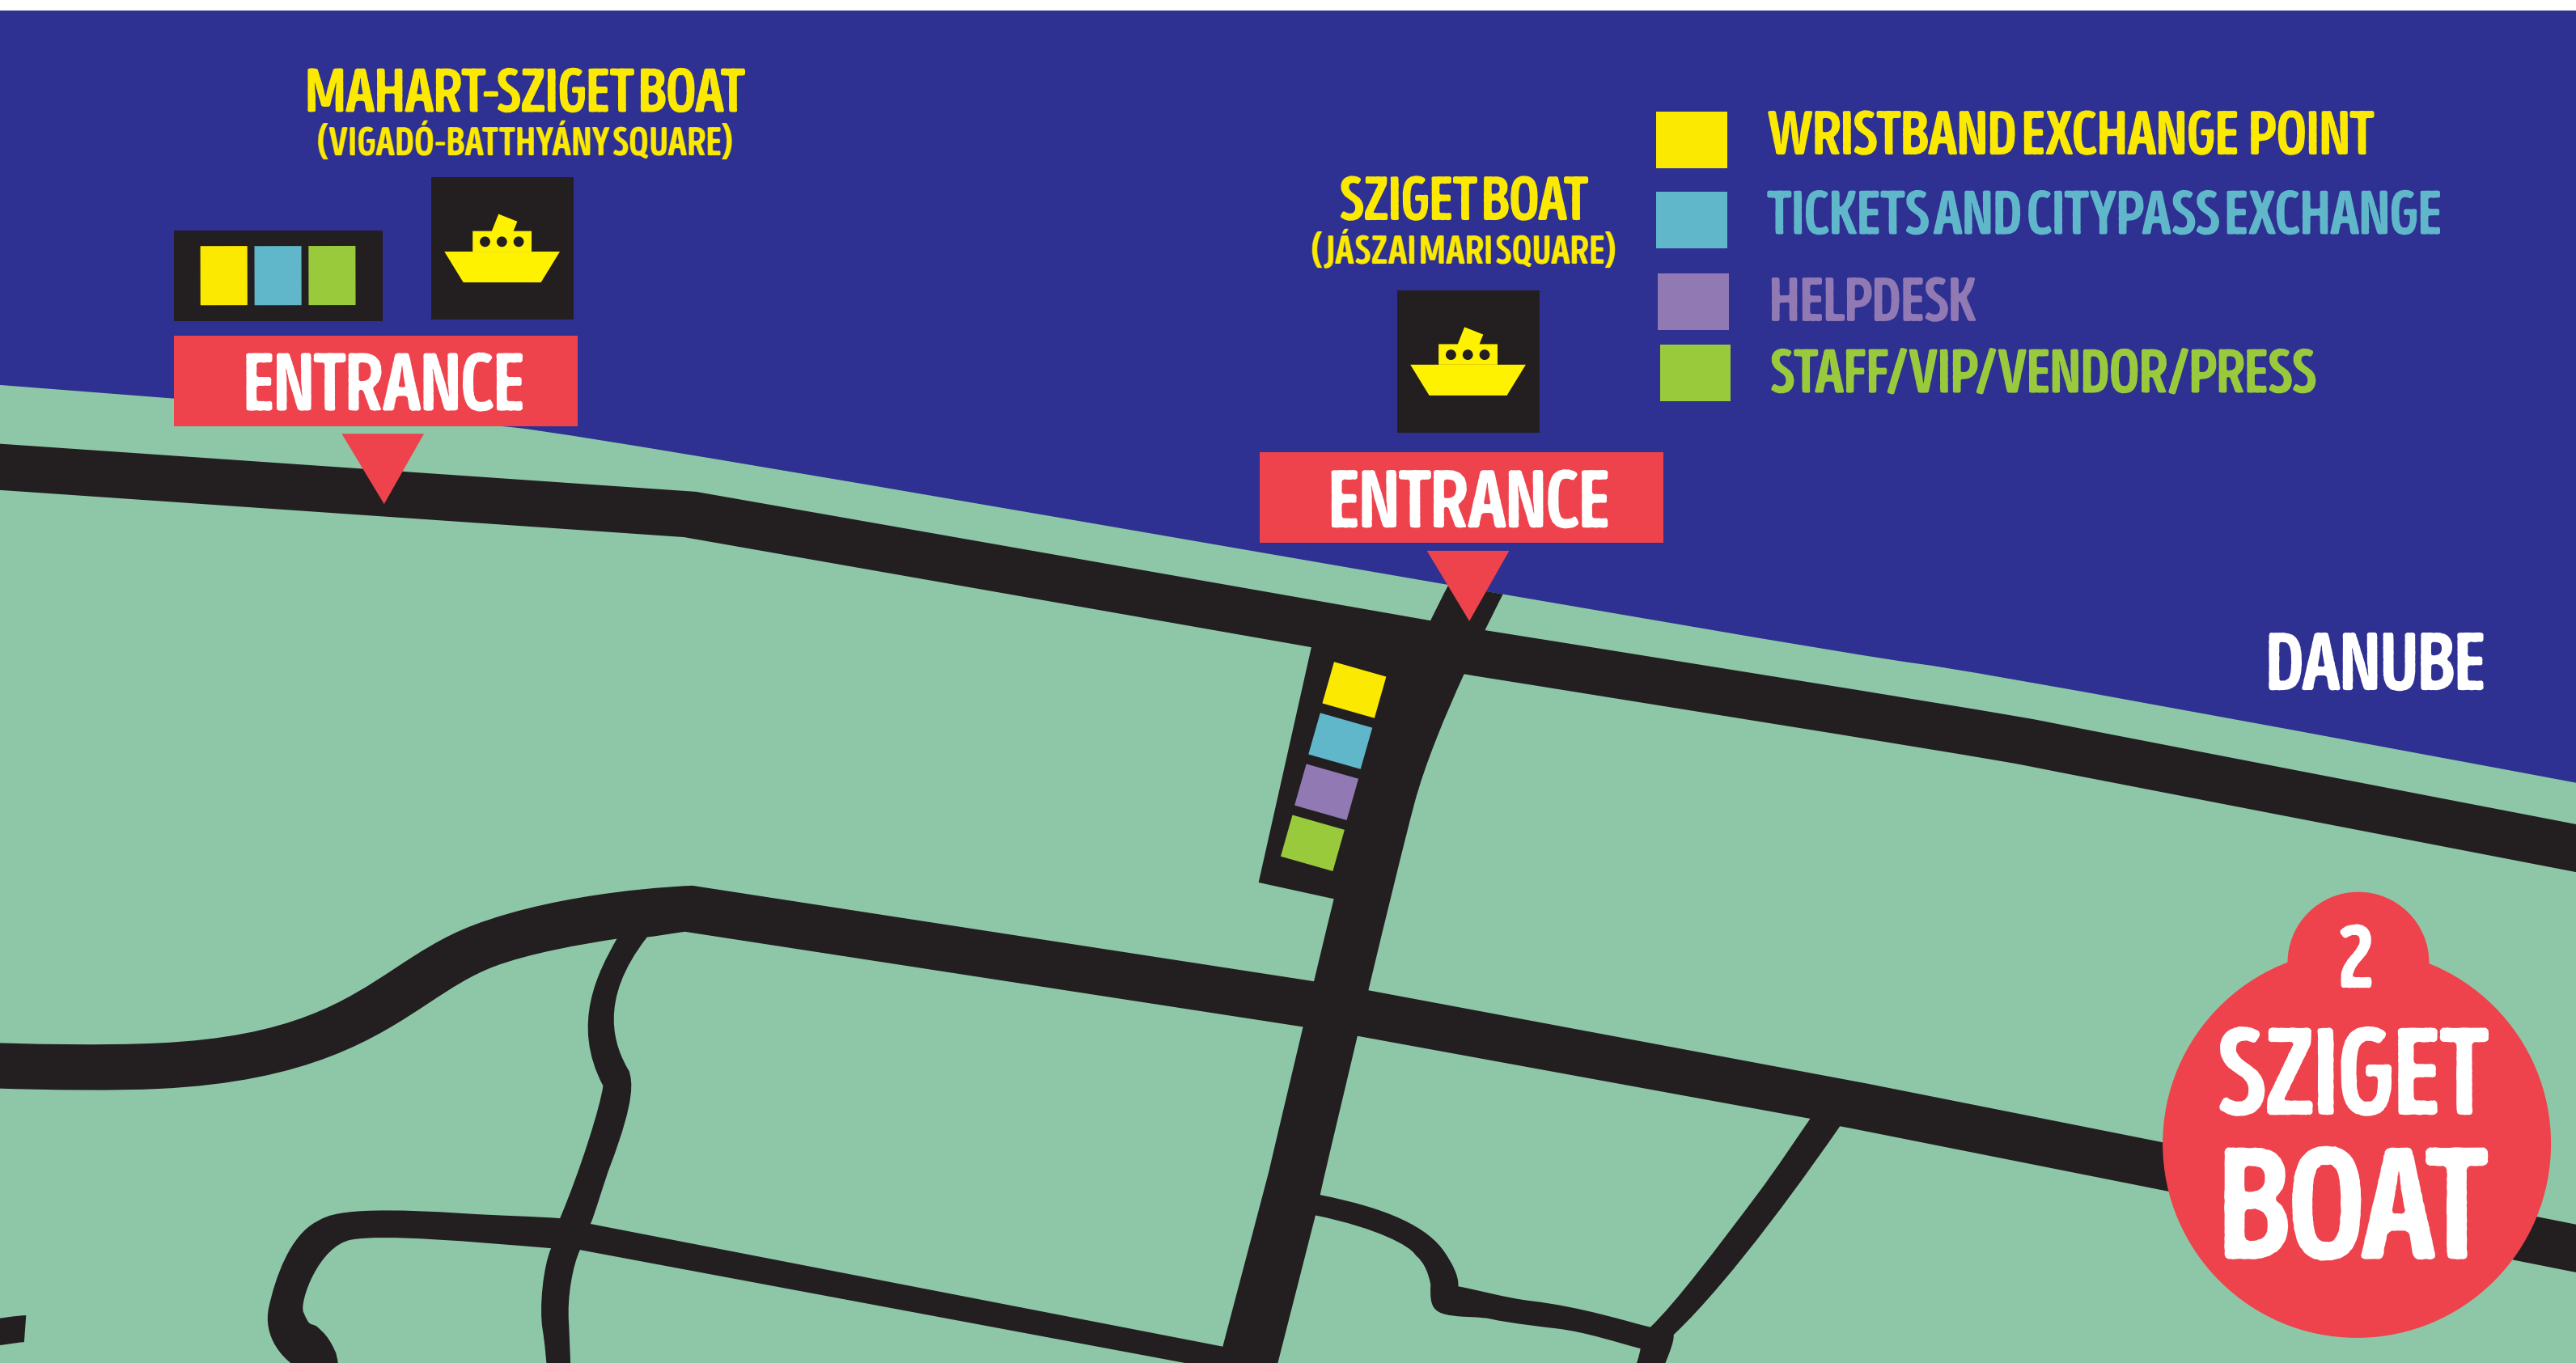 MAHART-SZIGET BOAT
(VIGADÓ-BATTHYÁNY SQUARE)
ENTRANCE
SZIGET BOAT
(JÁSZAI MARI SQUARE)
ENTRANCE
WRISTBAND EXCHANGE POINT
TICKETS AND CITYPASS EXCHANGE
HELPDESK
STAFF/VIP/VENDOR/PRESS
DANUBE
2
SZIGET
BOAT